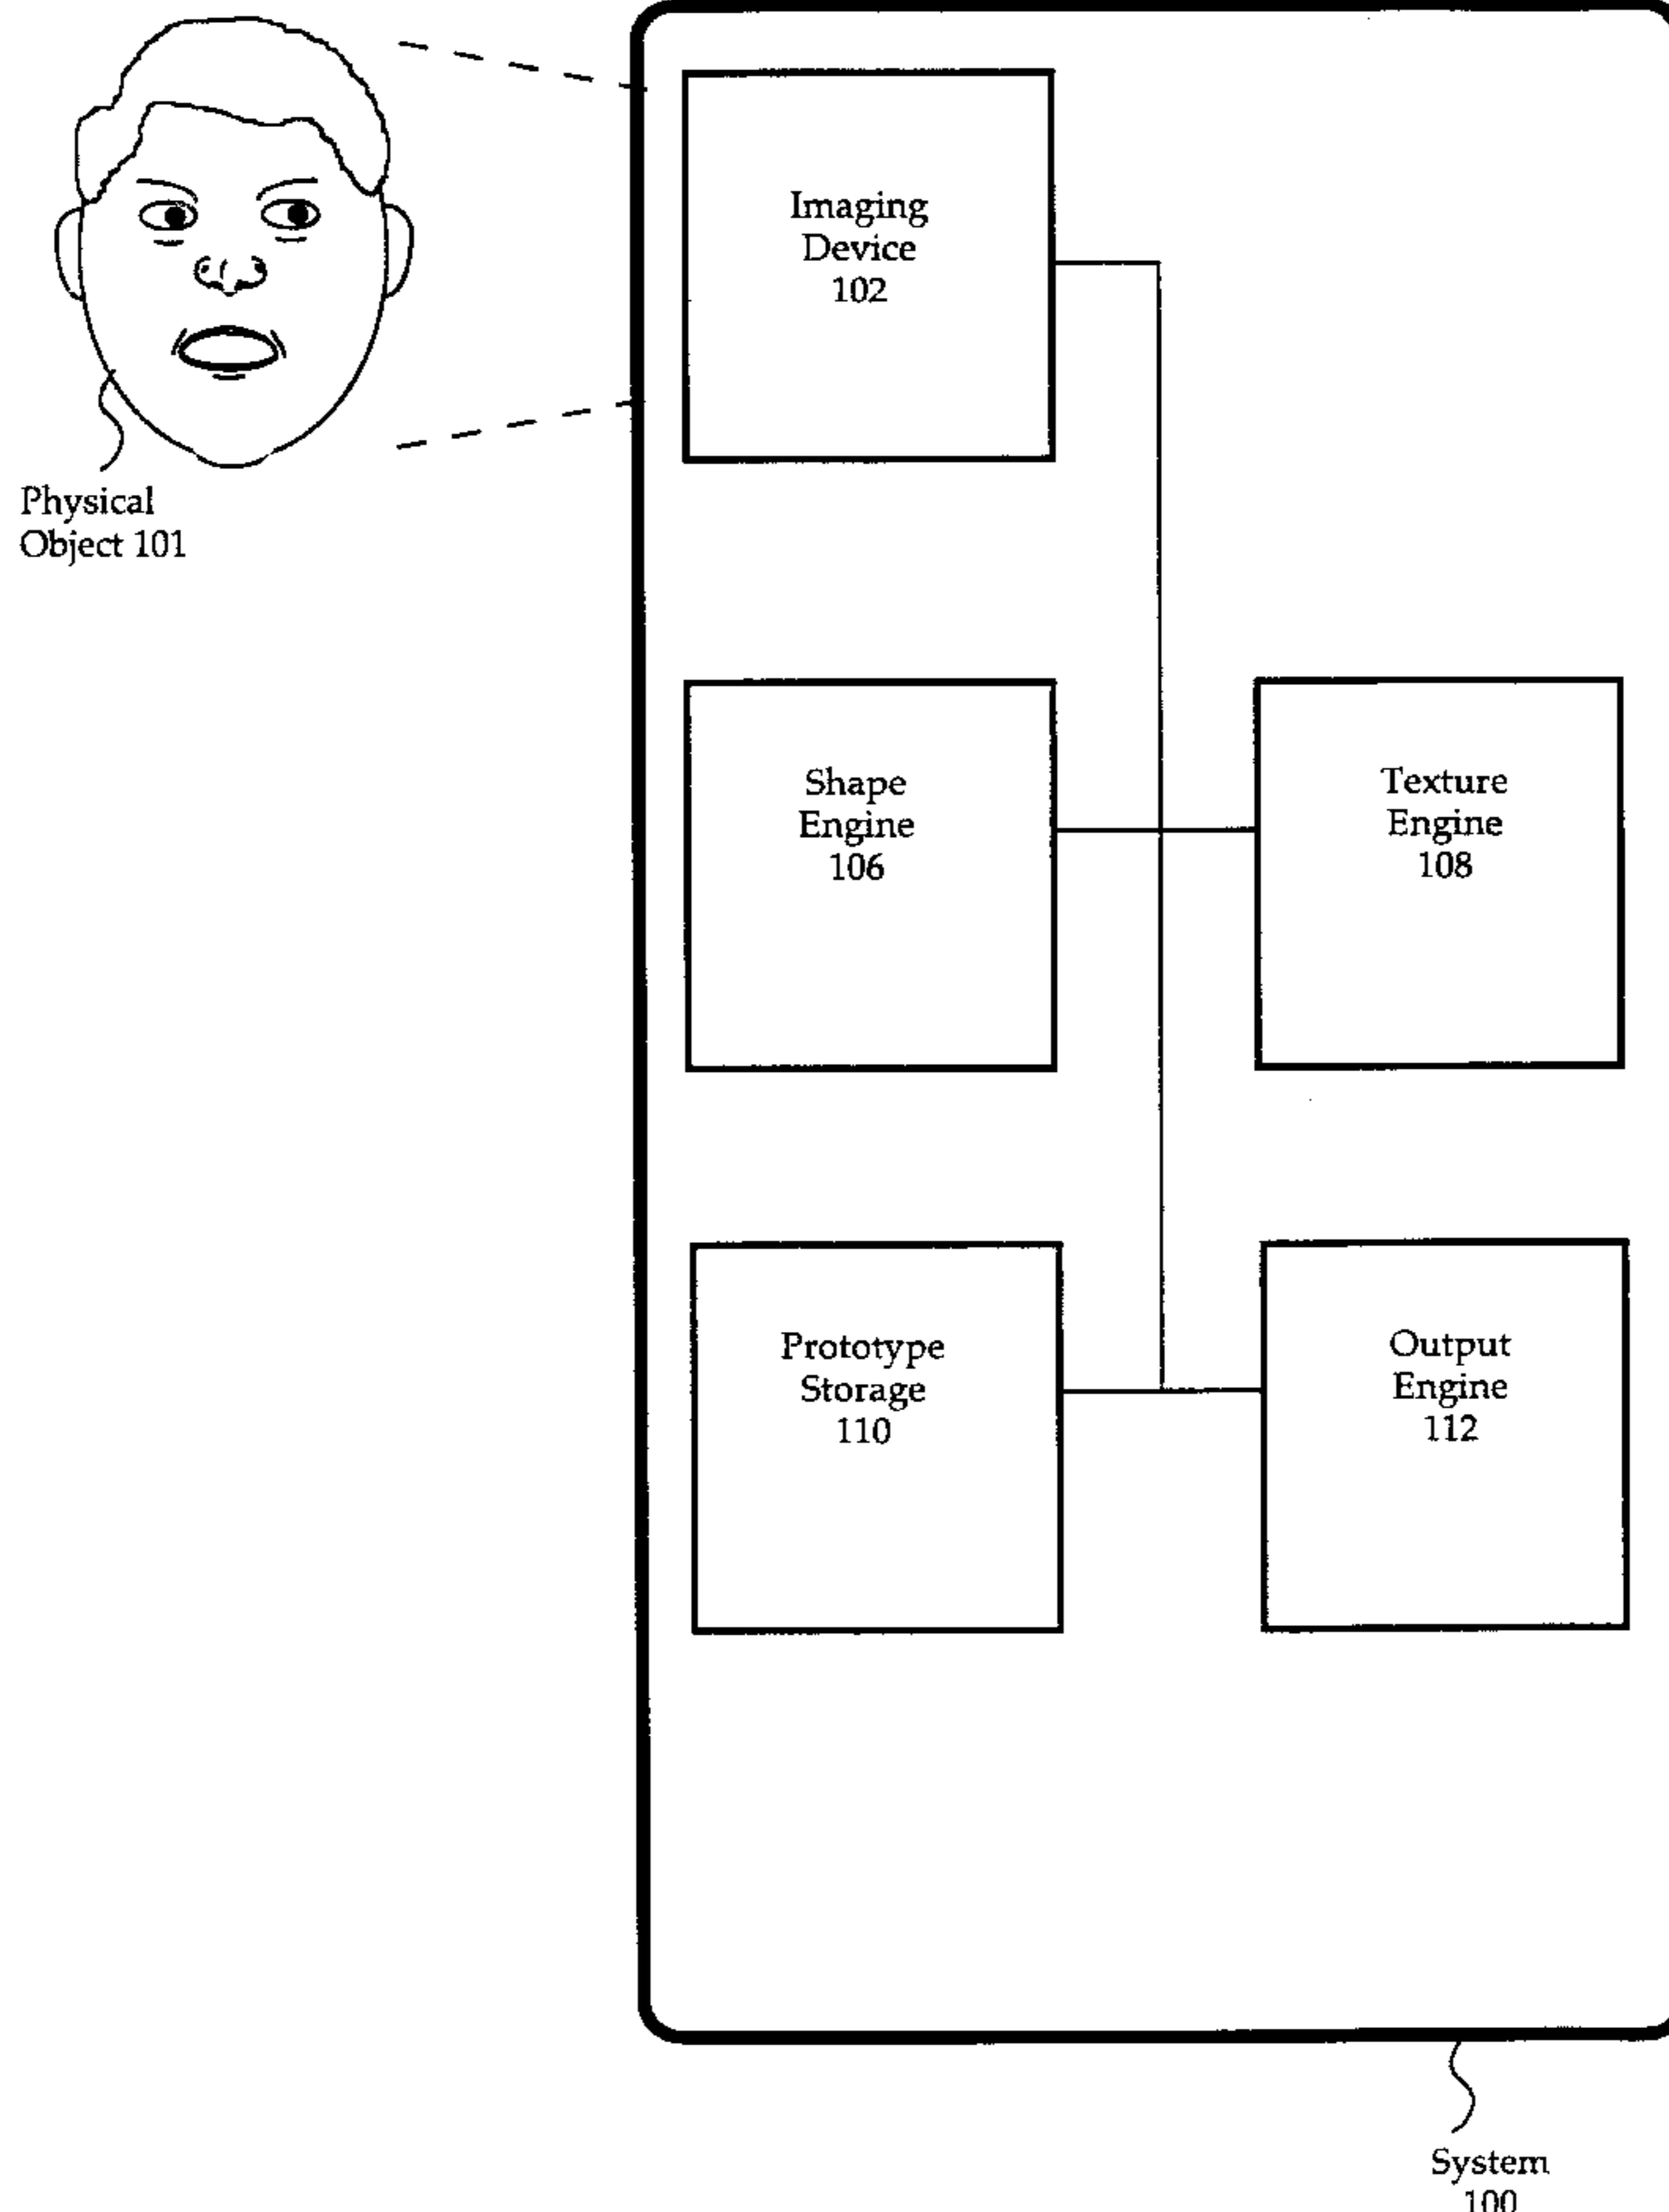 Imaging
Device
102
Physical
Object 101
Shape
Engine
106
Texture
Engine
108
Prototype
Storage
110
Output
Engine
112
System
100